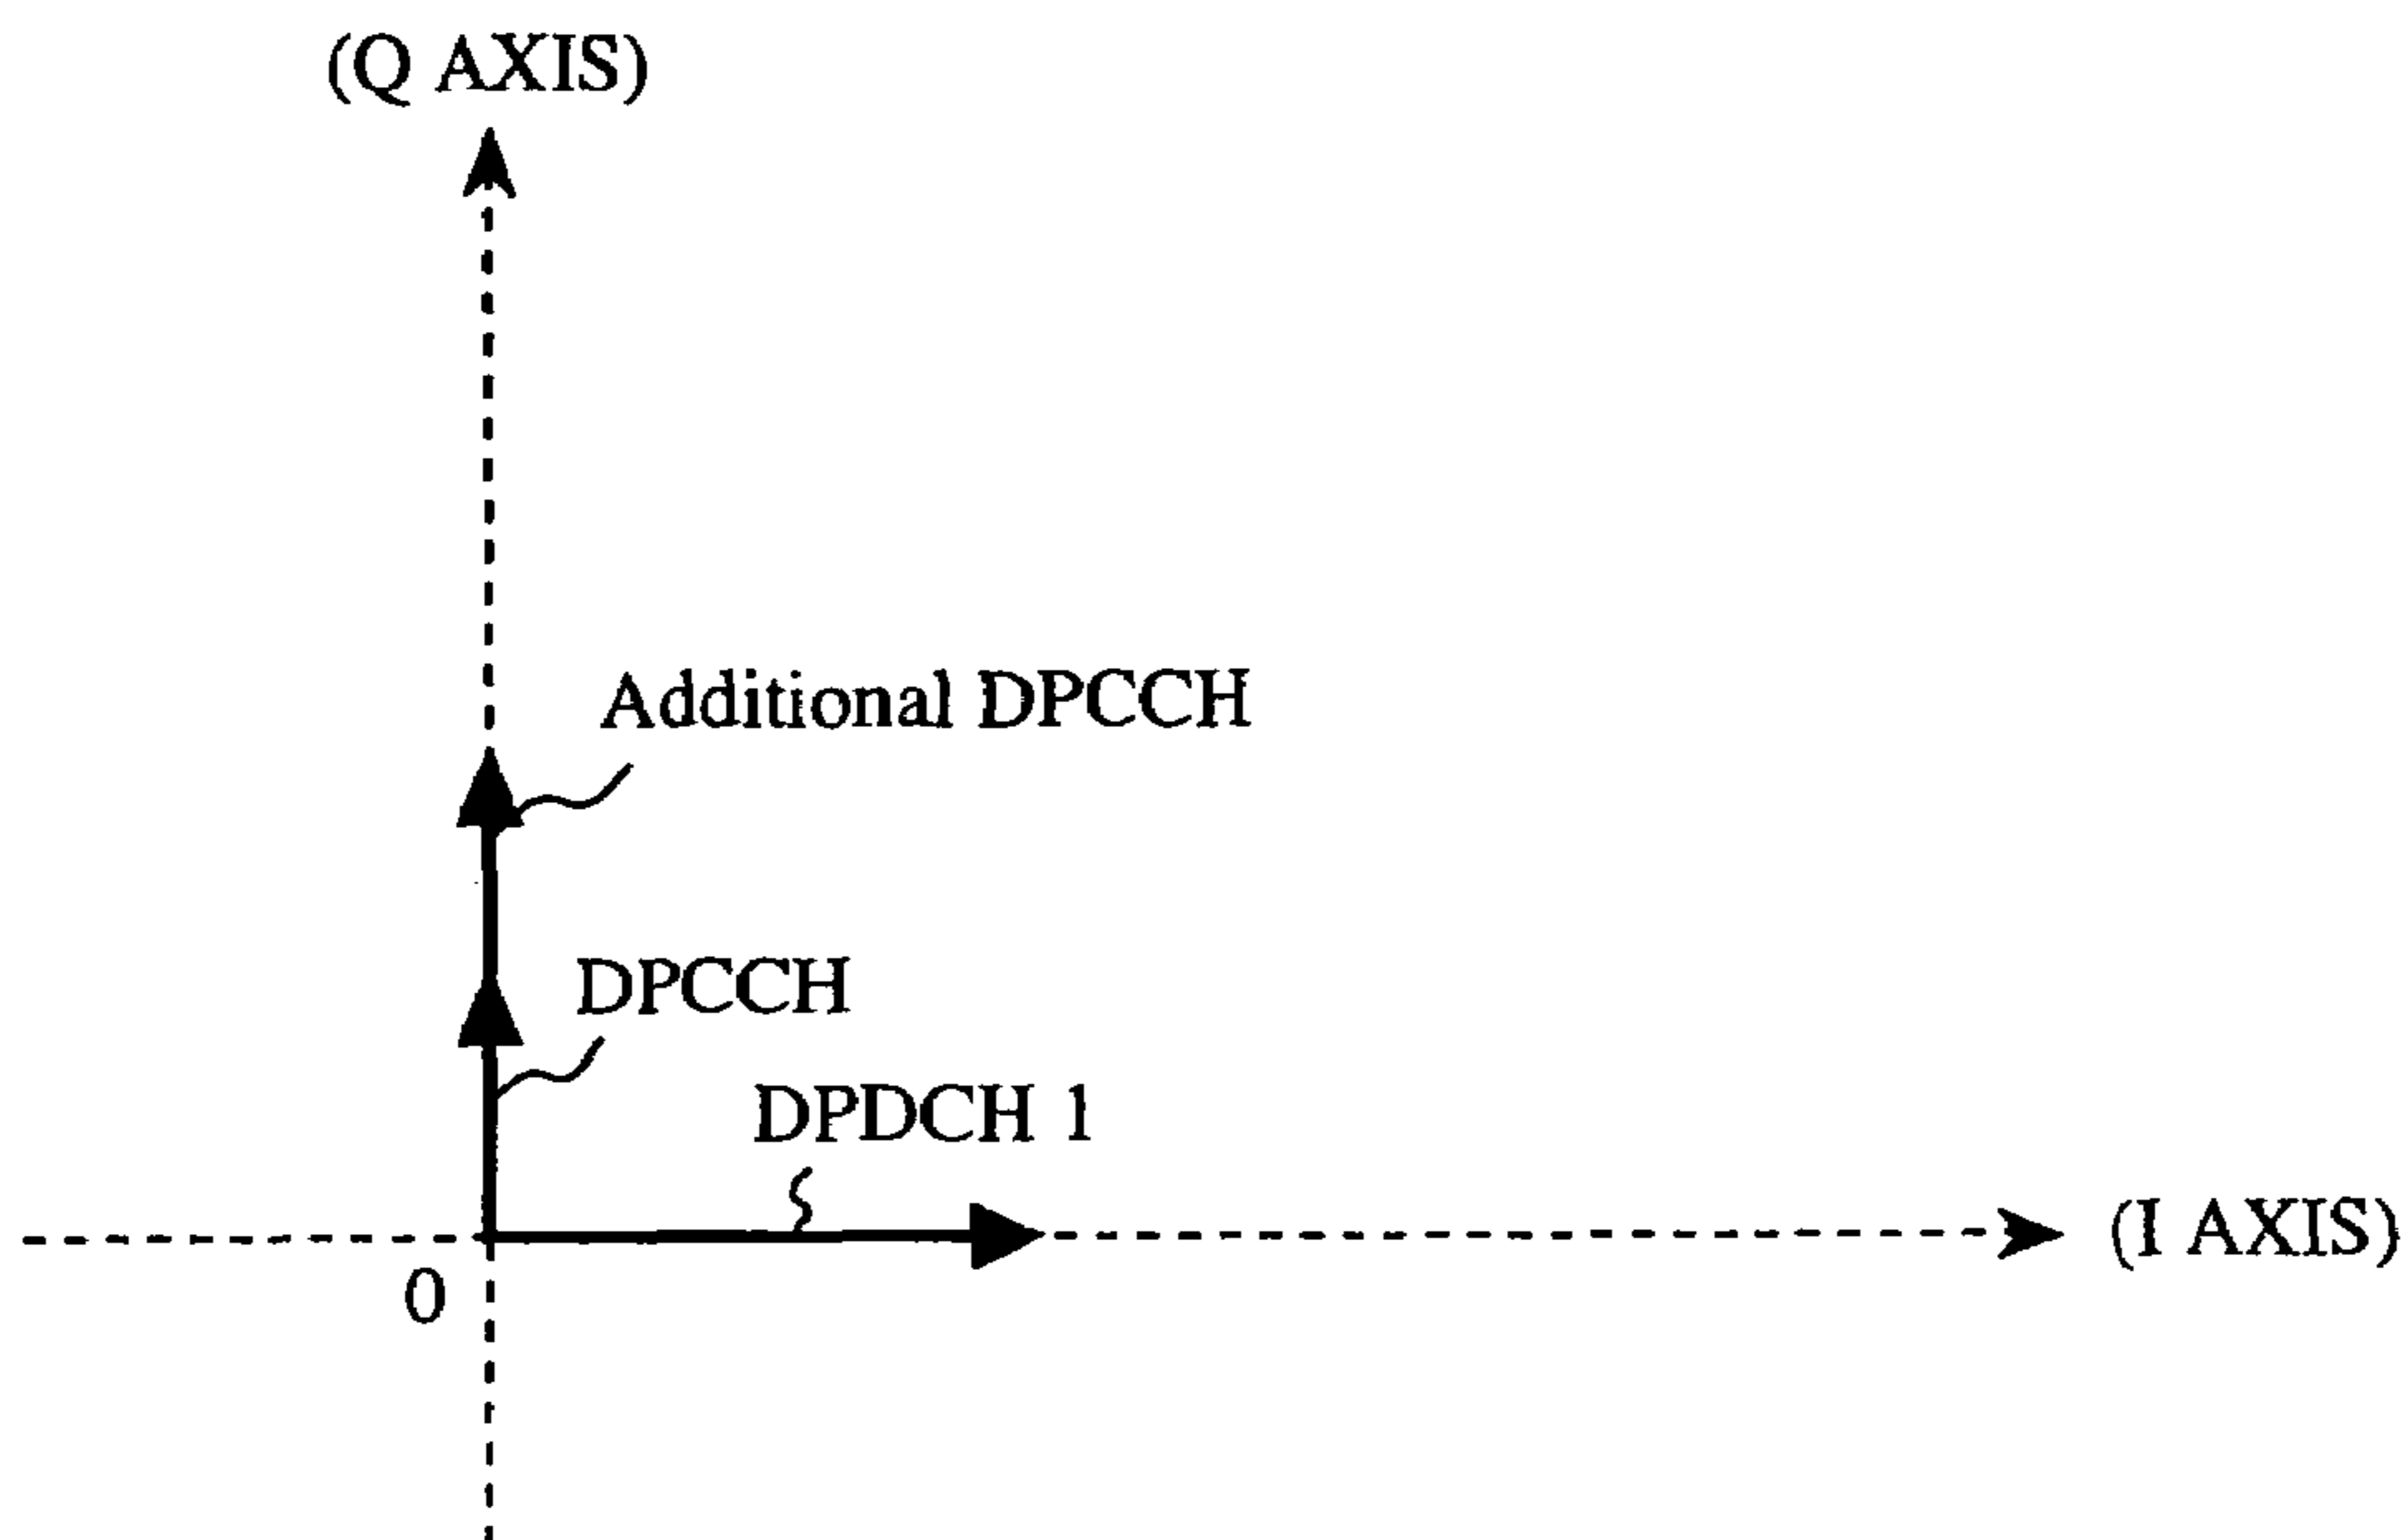 (Q AXIS)
Additional DPCCH
DPCCH
DPDCH 1
(I AXIS)
0